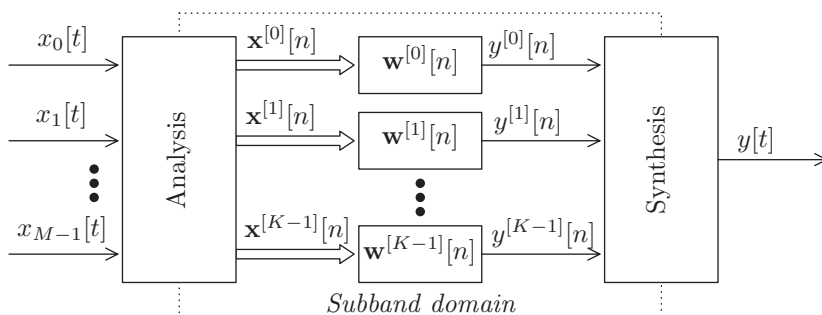 x_0[t]
x^{[0]}[n]
w^{[0]}[n]
y^{[0]}[n]
x_1[t]
x^{[1]}[n]
w^{[1]}[n]
y^{[1]}[n]
Analysis
Synthesis
y[t]
x_{M−1}[t]
x^{[K−1]}[n]
w^{[K−1]}[n]
y^{[K−1]}[n]
Subband domain